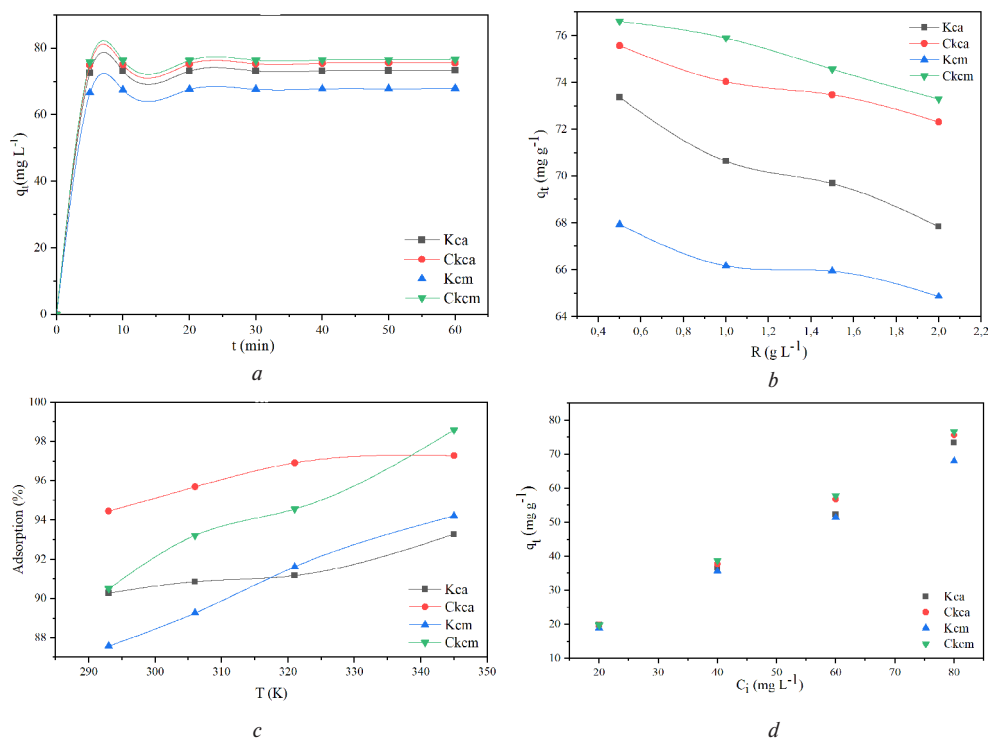 100
80
60
40
20
0
q_t(mg L⁻¹)
0 10 20 30 40 50 60
t (min)
Kca
Ckca
Kcm
Ckcm
a
76
74
72
70
68
66
64
q_t (mg g⁻¹)
0,4 0,6 0,8 1,0 1,2 1,4 1,6 1,8 2,0 2,2
R (g L⁻¹)
Kca
Ckca
Kcm
Ckcm
b
100
98
96
94
92
90
88
Adsorption (%)
290 300 310 320 330 340 350
T (K)
Kca
Ckca
Kcm
Ckcm
c
80
70
60
50
40
30
20
10
q_t (mg g⁻¹)
20 30 40 50 60 70 80
C_i (mg L⁻¹)
Kca
Ckca
Kcm
Ckcm
d